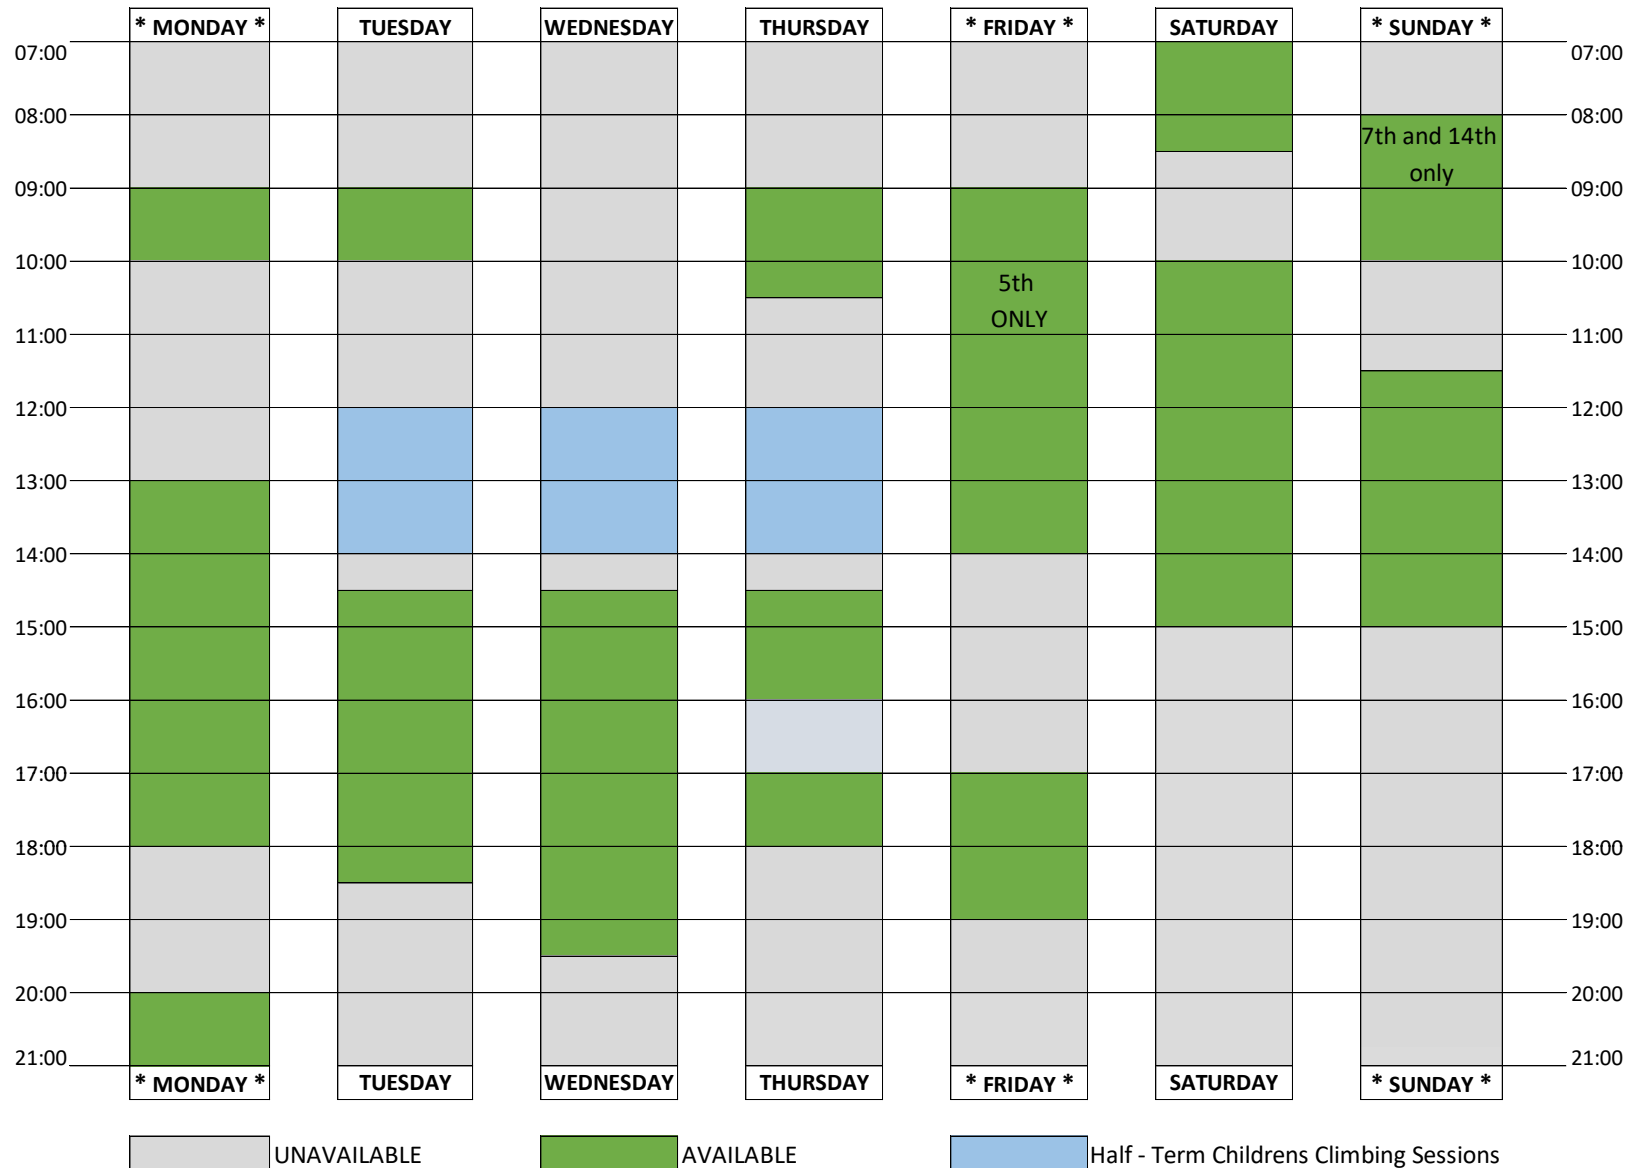 * MONDAY * TUESDAY WEDNESDAY THURSDAY * FRIDAY * SATURDAY * SUNDAY *
07:00 07:00
08:00 08:00
7th and 14th
only
09:00 09:00
10:00 10:00
5th
ONLY
11:00 11:00
12:00 12:00
13:00 13:00
14:00 14:00
15:00 15:00
16:00 16:00
17:00 17:00
18:00 18:00
19:00 19:00
20:00 20:00
21:00 21:00
* MONDAY * TUESDAY WEDNESDAY THURSDAY * FRIDAY * SATURDAY * SUNDAY *
UNAVAILABLE AVAILABLE Half - Term Childrens Climbing Sessions